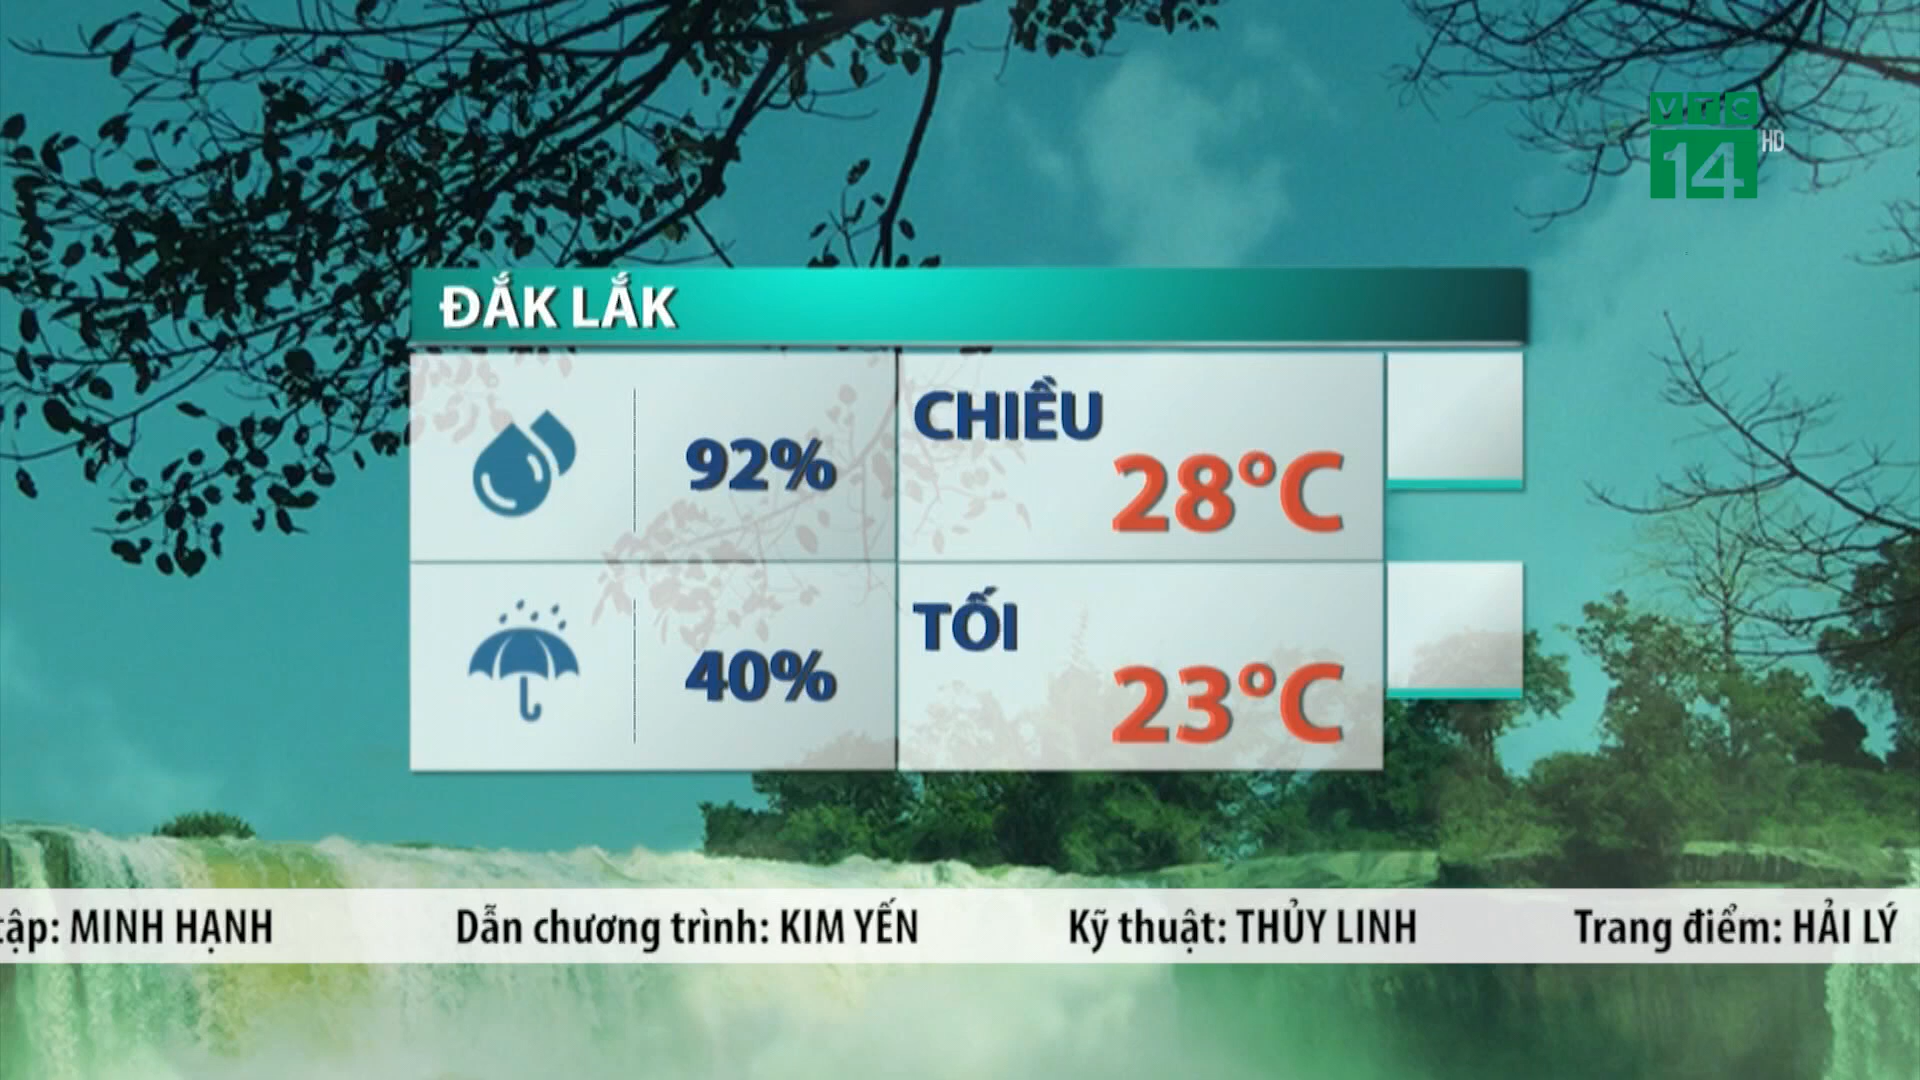 VTC
14 HD
ĐẮK LẮK
92%
CHIỀU
28°C
40%
TỐI
23°C
tập: MINH HẠNH Dẫn chương trình: KIM YẾN Kỹ thuật: THỦY LINH Trang điểm: HẢI LÝ